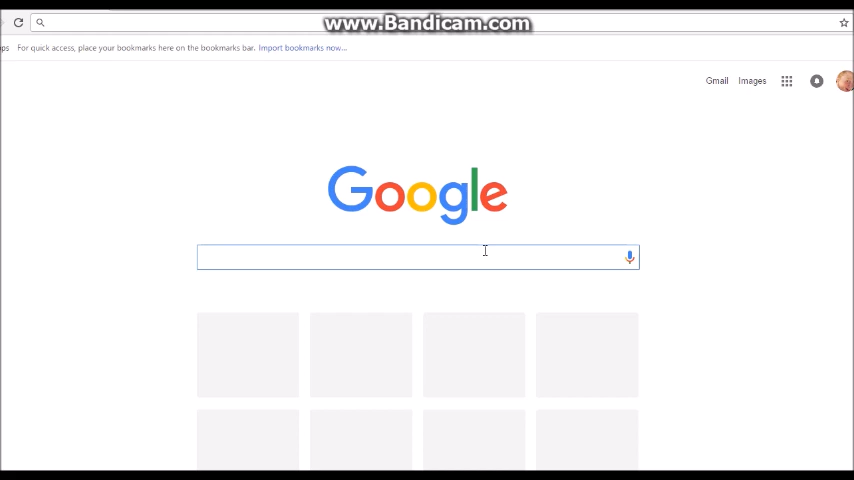 www.Bandicam.com
ps For quick access, place your bookmarks here on the bookmarks bar. Import bookmarks now...
Gmail Images
Google